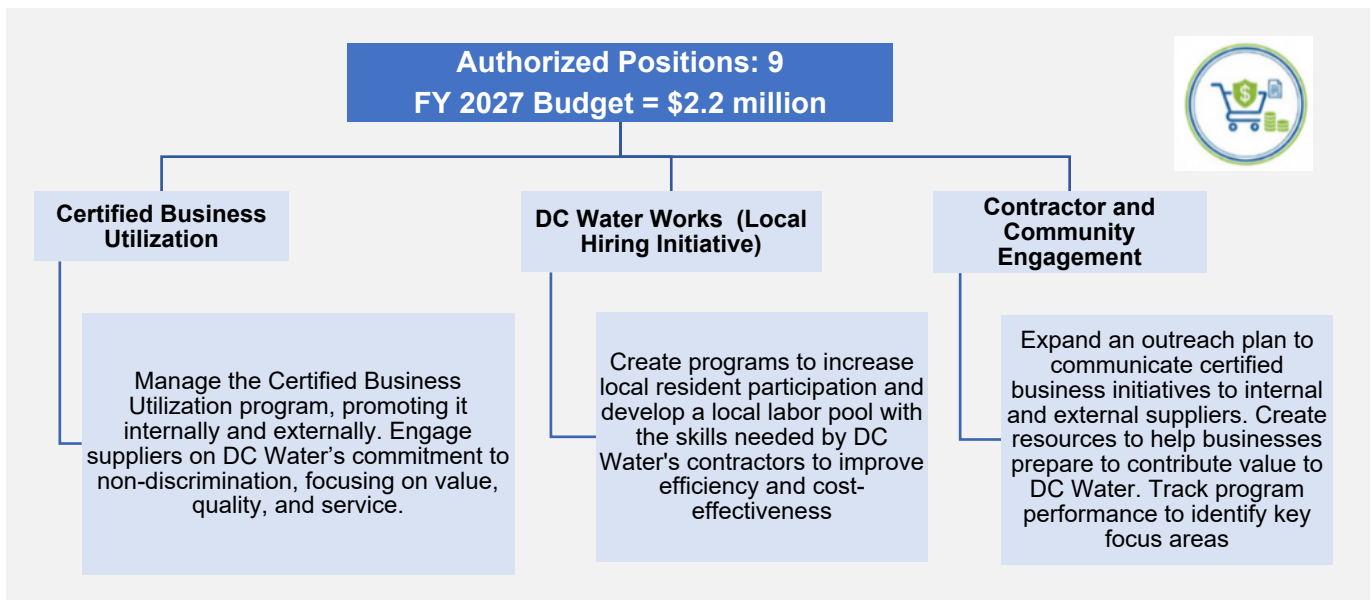 Authorized Positions: 9
FY 2027 Budget = $2.2 million
Certified Business
Utilization
DC Water Works  (Local
Hiring Initiative)
Contractor and
Community
Engagement
Manage the Certified Business
Utilization program, promoting it
internally and externally. Engage
suppliers on DC Water’s commitment to
non-discrimination, focusing on value,
quality, and service.
Create programs to increase
local resident participation and
develop a local labor pool with
the skills needed by DC
Water's contractors to improve
efficiency and cost-
effectiveness
Expand an outreach plan to
communicate certified
business initiatives to internal
and external suppliers. Create
resources to help businesses
prepare to contribute value to
DC Water. Track program
performance to identify key
focus areas